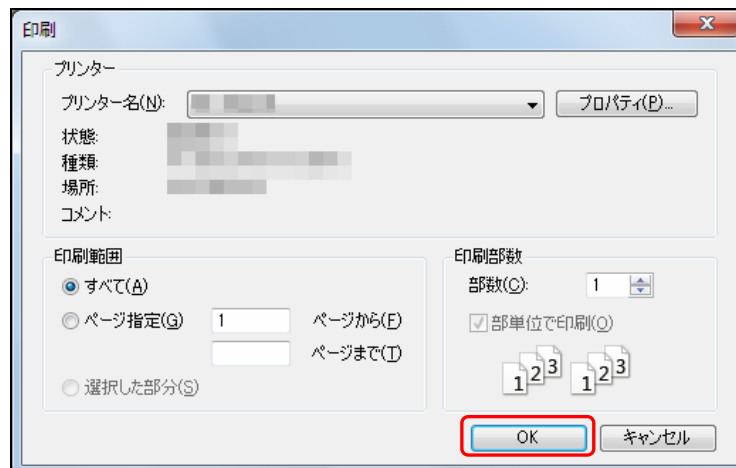 印刷
プリンター
プリンター名(N):
プロパティ(P)...
状態:
種類:
場所:
コメント:
印刷範囲
すべて(A)
ページ指定(G) 1 ページから(F)
ページまで(T)
選択した部分(S)
印刷部数
部数(C): 1
部単位で印刷(O)
1 2 3 1 2 3
OK キャンセル